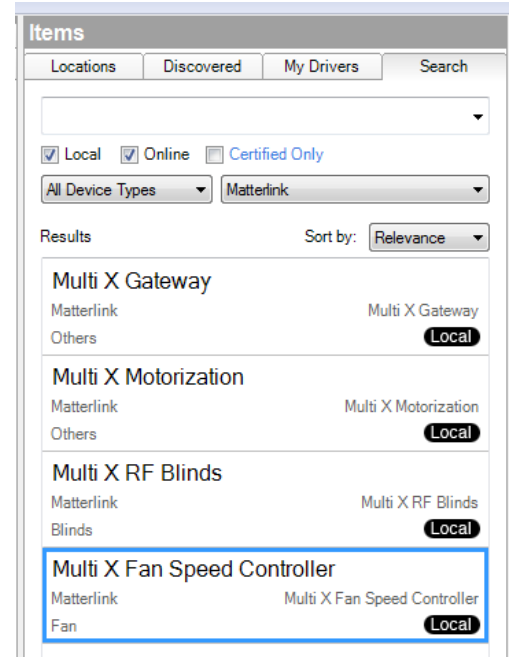 Items
Locations Discovered My Drivers Search
Local Online Certified Only
All Device Types Matterlink
Results Sort by: Relevance
Multi X Gateway
Matterlink Multi X Gateway
Others Local
Multi X Motorization
Matterlink Multi X Motorization
Others Local
Multi X RF Blinds
Matterlink Multi X RF Blinds
Blinds Local
Multi X Fan Speed Controller
Matterlink Multi X Fan Speed Controller
Fan Local